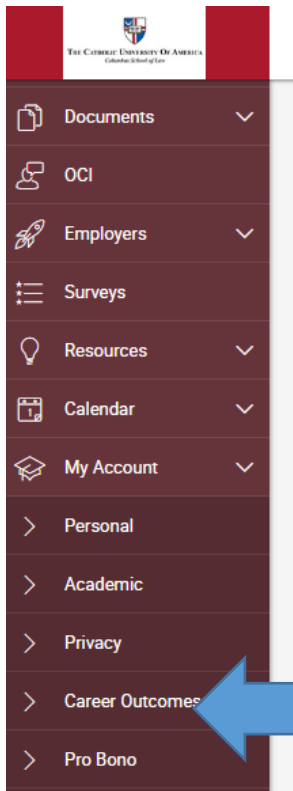 THE CATHOLIC UNIVERSITY OF AMERICA
Columbus School of Law
Documents
OCI
Employers
Surveys
Resources
Calendar
My Account
Personal
Academic
Privacy
Career Outcomes
Pro Bono